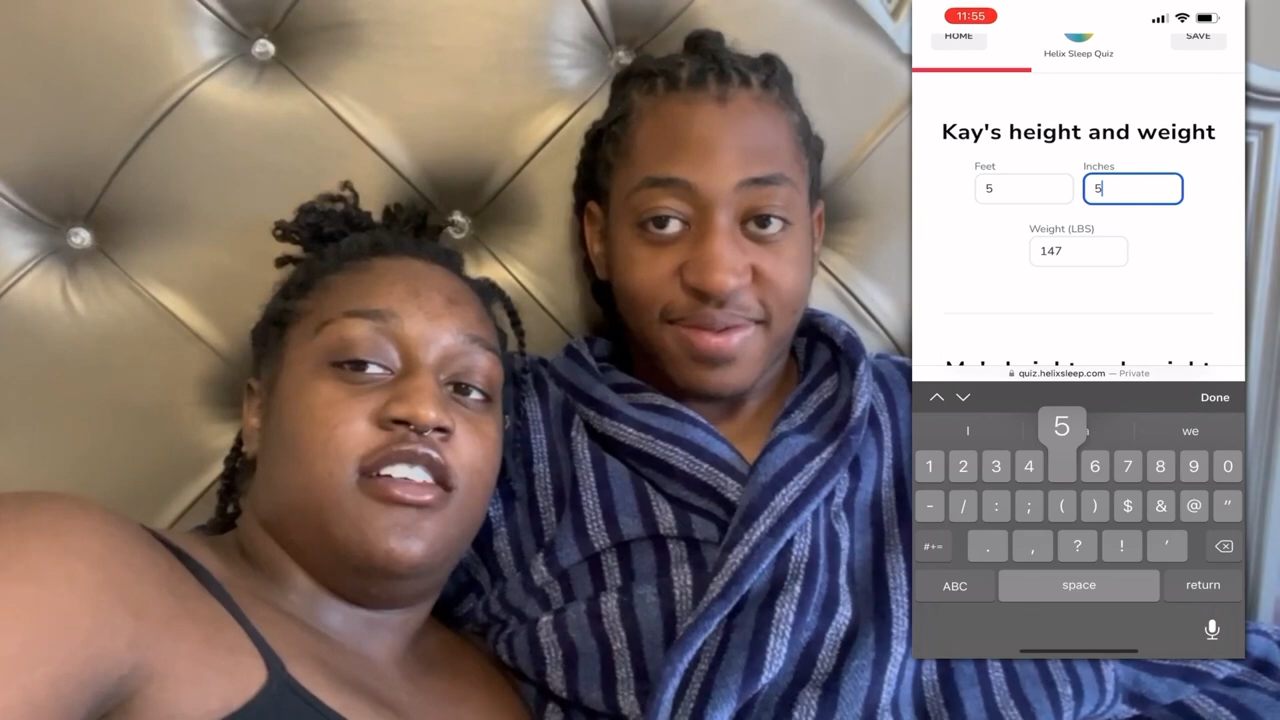 11:55
HOME
SAVE
Helix Sleep Quiz
Kay's height and weight
Feet
Inches
5
5
Weight (LBS)
147
quiz.helixsleep.com — Private
Done
I
we
5
1 2 3 4 6 7 8 9 0
- / : ; ( ) $ & @ "
#+= . , ? ! '
ABC space return